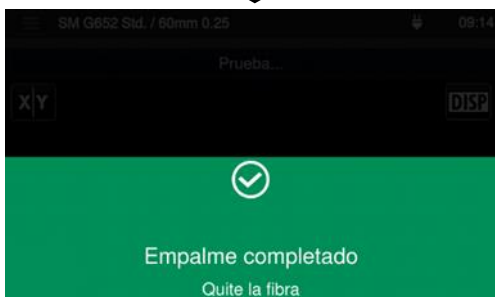 SM G652 Std. / 60mm 0.25 09:14
Prueba...
X|Y DISP
Empalme completado
Quite la fibra